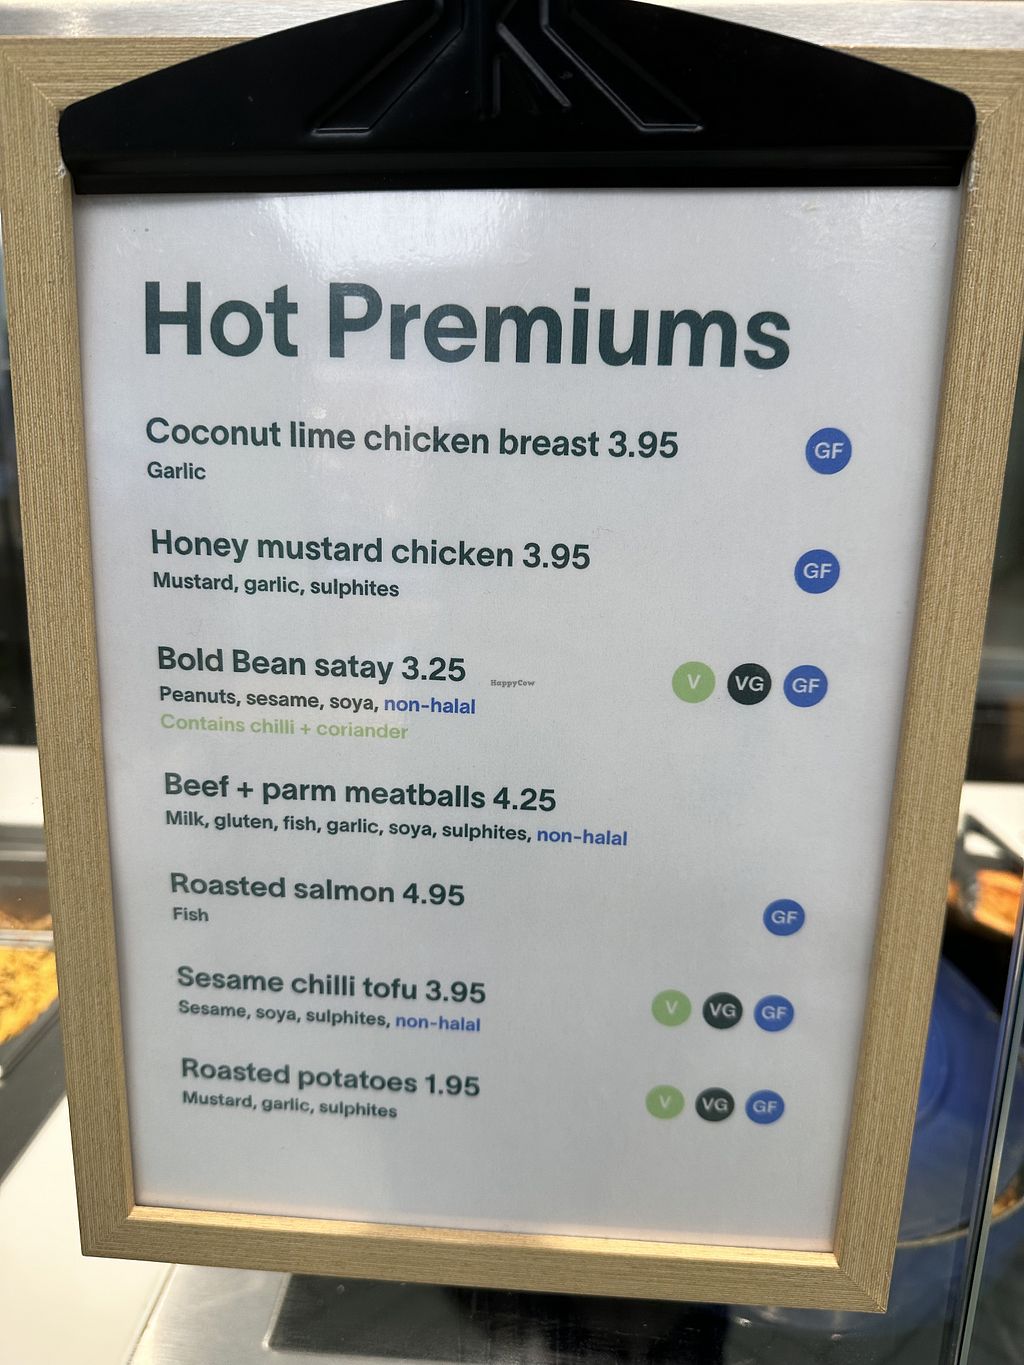 Hot Premiums
Coconut lime chicken breast 3.95
GF
Garlic
Honey mustard chicken 3.95
GF
Mustard, garlic, sulphites
Bold Bean satay 3.25
V VG GF
Peanuts, sesame, soya, non-halal
Contains chilli + coriander
HappyCow
Beef + parm meatballs 4.25
Milk, gluten, fish, garlic, soya, sulphites, non-halal
Roasted salmon 4.95
GF
Fish
Sesame chilli tofu 3.95
V VG GF
Sesame, soya, sulphites, non-halal
Roasted potatoes 1.95
V VG GF
Mustard, garlic, sulphites